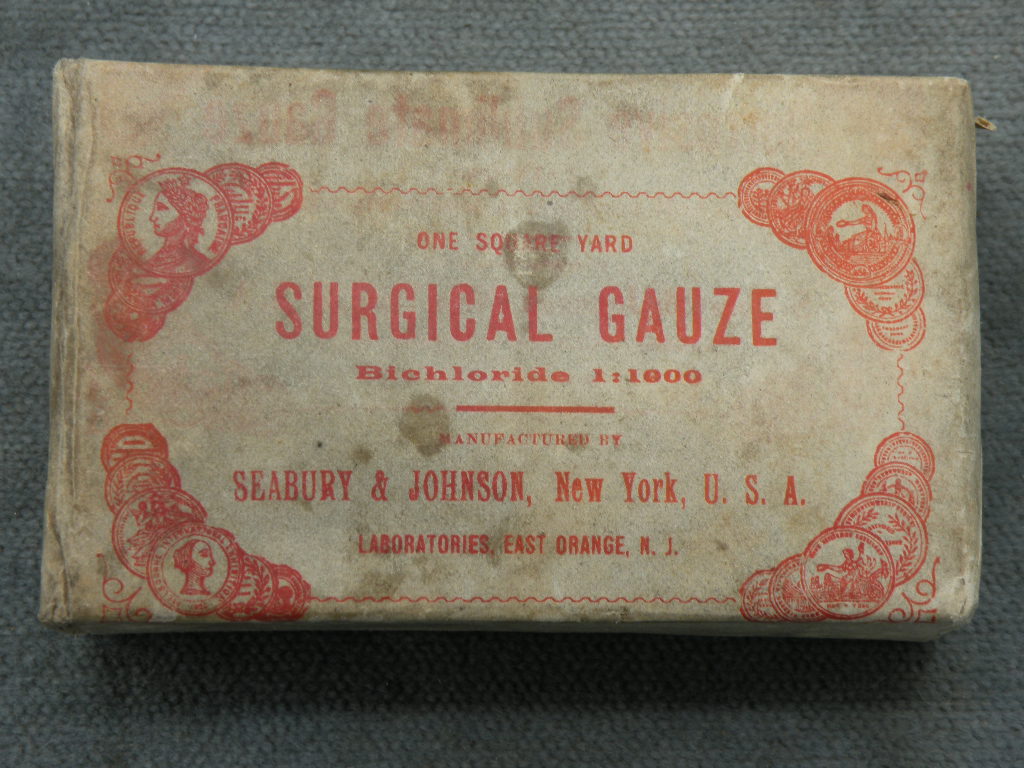 ONE SQUARE YARD
SURGICAL GAUZE
Bichloride 1:1000
MANUFACTURED BY
SEABURY & JOHNSON, New York, U. S. A.
LABORATORIES, EAST ORANGE, N. J.